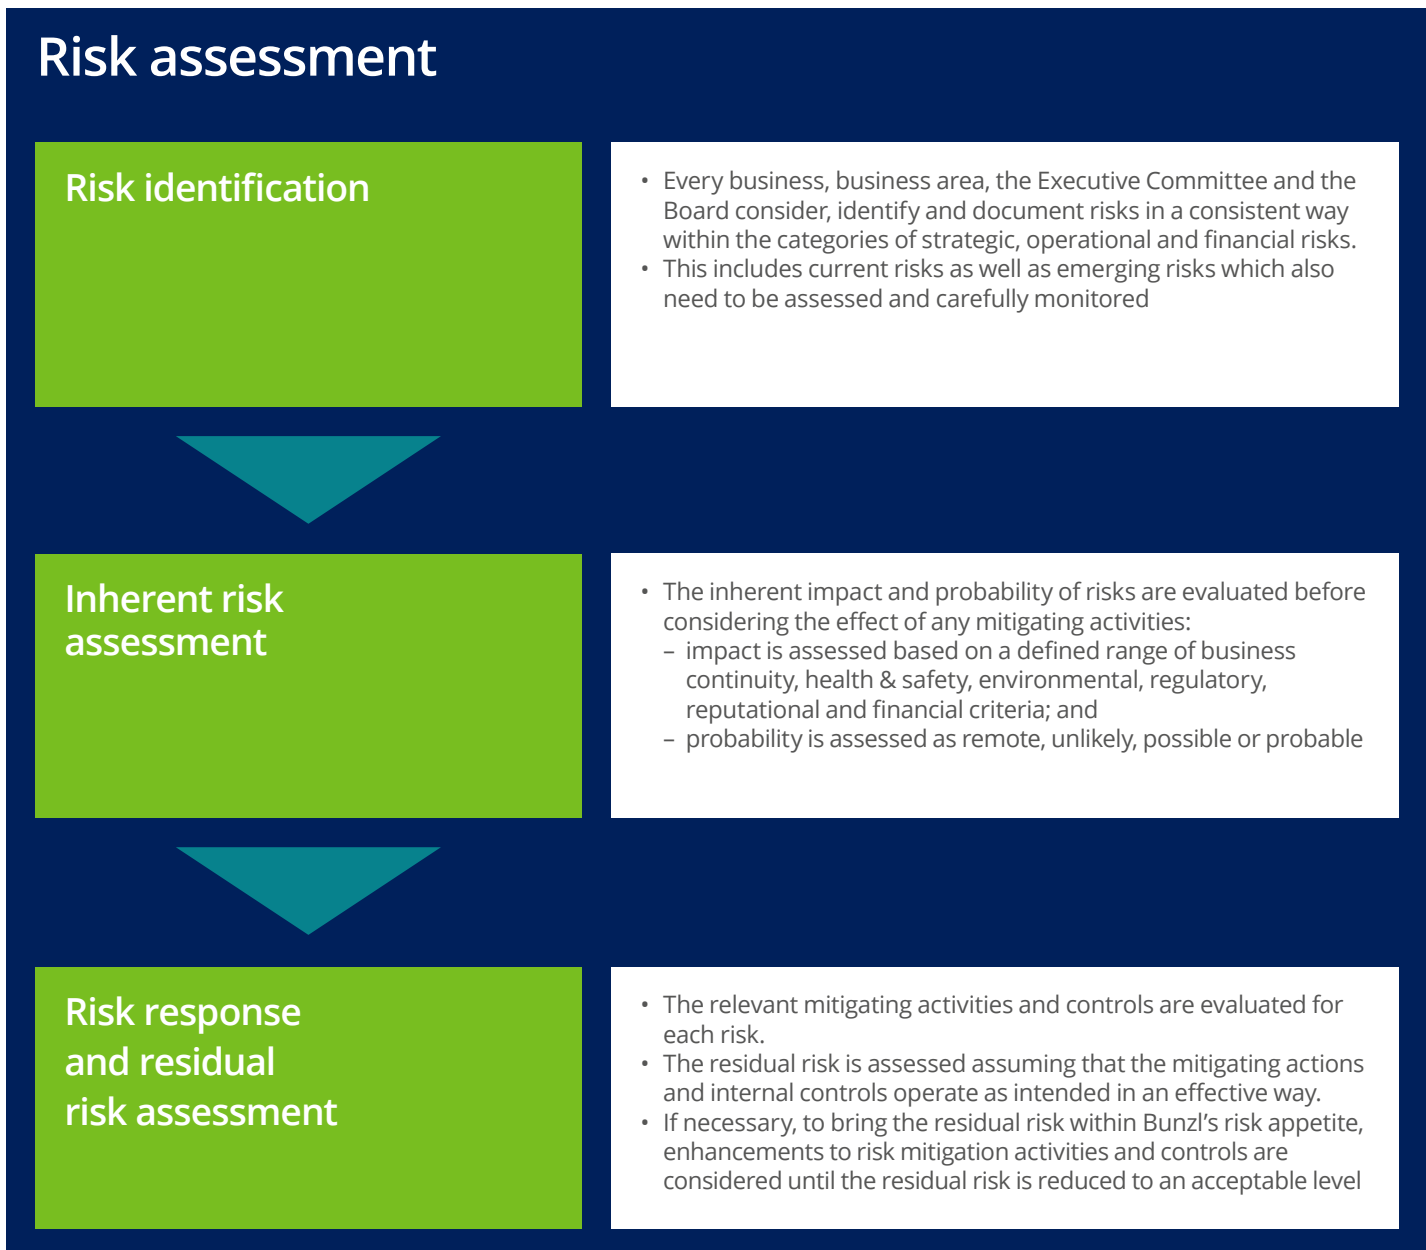 Risk assessment
Risk identification
• Every business, business area, the Executive Committee and the
Board consider, identify and document risks in a consistent way
within the categories of strategic, operational and financial risks.
• This includes current risks as well as emerging risks which also
need to be assessed and carefully monitored
Inherent risk
assessment
• The inherent impact and probability of risks are evaluated before
considering the effect of any mitigating activities:
– impact is assessed based on a defined range of business
continuity, health & safety, environmental, regulatory,
reputational and financial criteria; and
– probability is assessed as remote, unlikely, possible or probable
Risk response
and residual
risk assessment
• The relevant mitigating activities and controls are evaluated for
each risk.
• The residual risk is assessed assuming that the mitigating actions
and internal controls operate as intended in an effective way.
• If necessary, to bring the residual risk within Bunzl’s risk appetite,
enhancements to risk mitigation activities and controls are
considered until the residual risk is reduced to an acceptable level